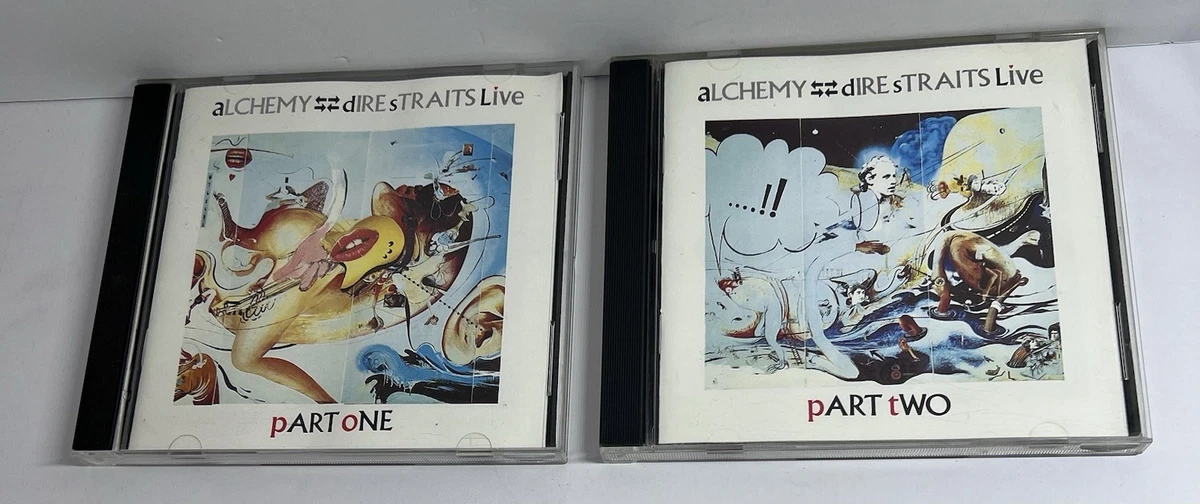 aLCHEMY ⇆ dIRE sTRAITS Live
....!!
pART oNE
aLCHEMY ⇆ dIRE sTRAITS Live
....!!
pART tWO